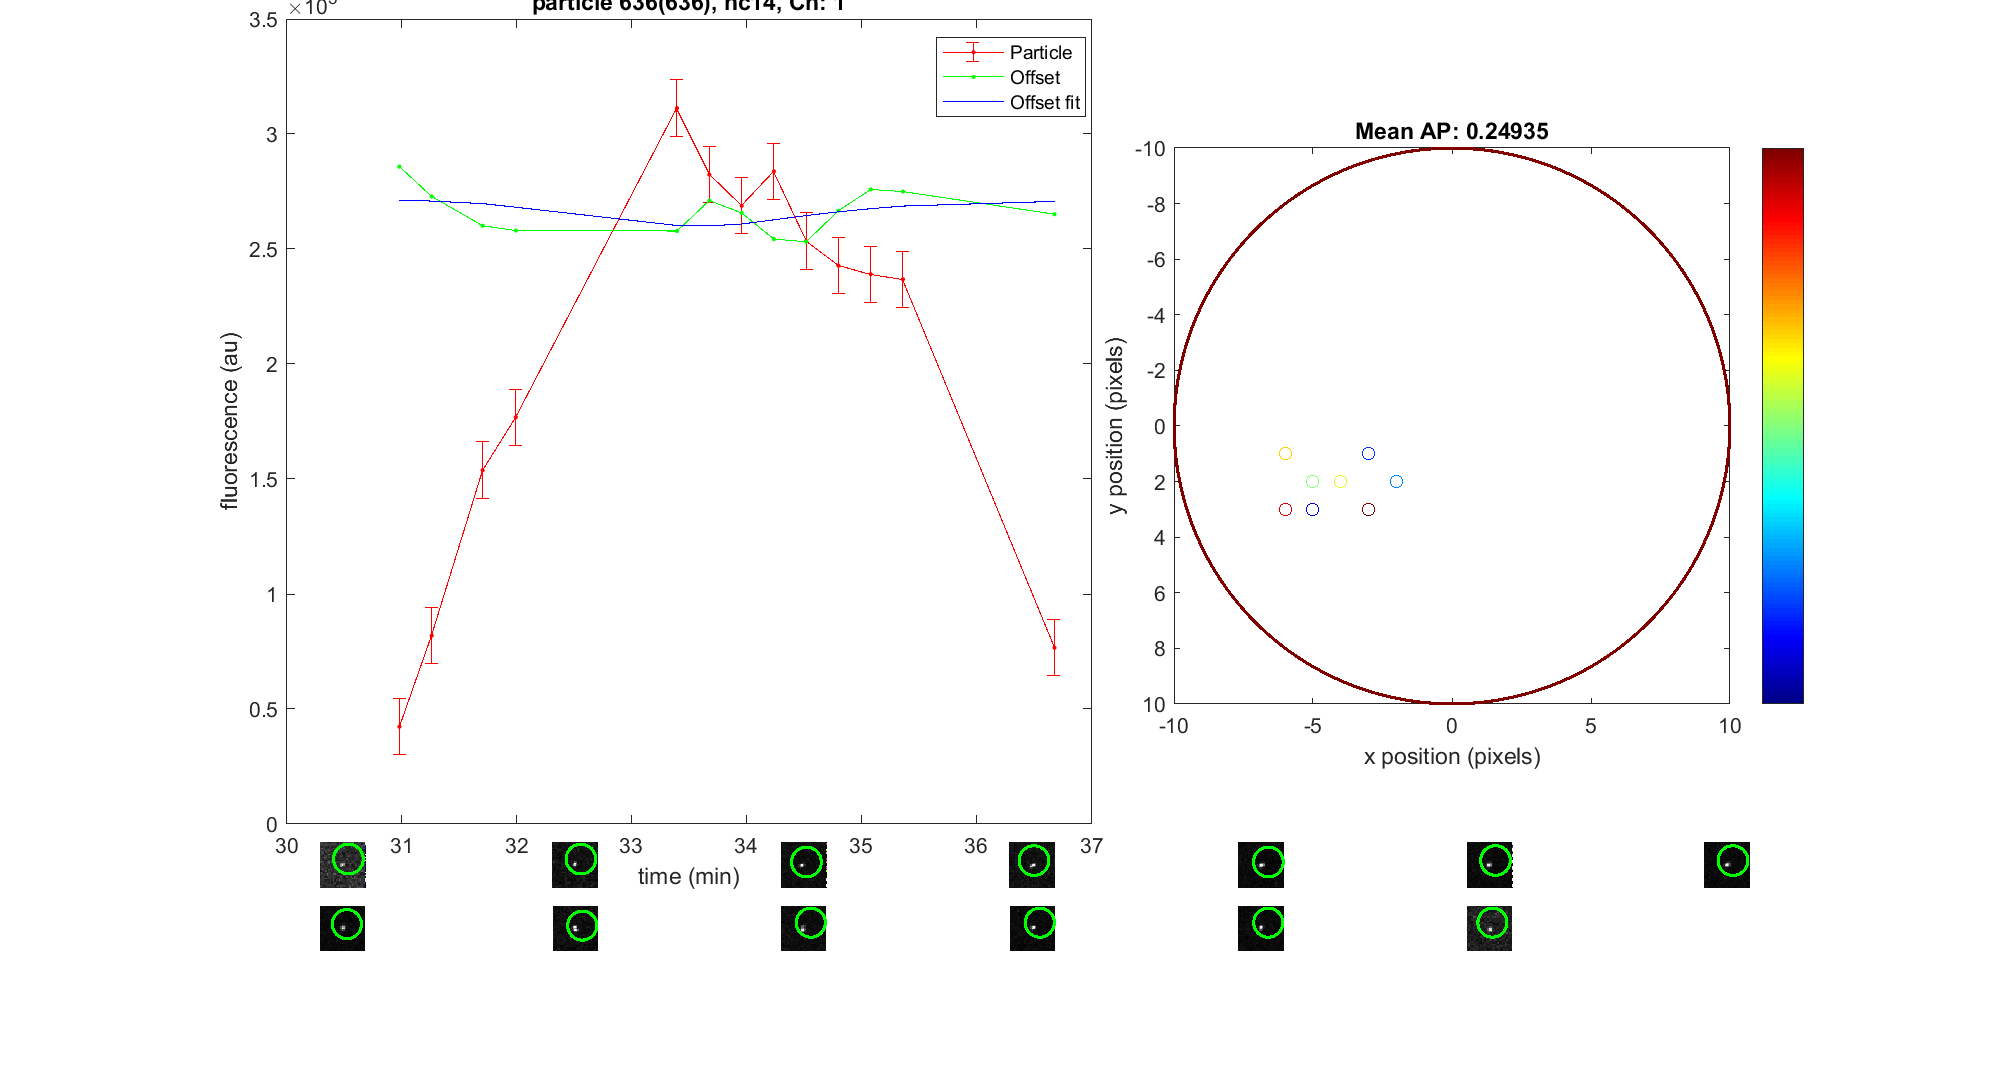 particle 636(636), nc14, Ch: 1
×10
3.5
3
2.5
2
1.5
1
0.5
0
fluorescence (au)
30 31 32 33 34 35 36 37
time (min)
Particle
Offset
Offset fit
Mean AP: 0.24935
-10
-8
-6
-4
-2
0
2
4
6
8
10
y position (pixels)
-10 -5 0 5 10
x position (pixels)